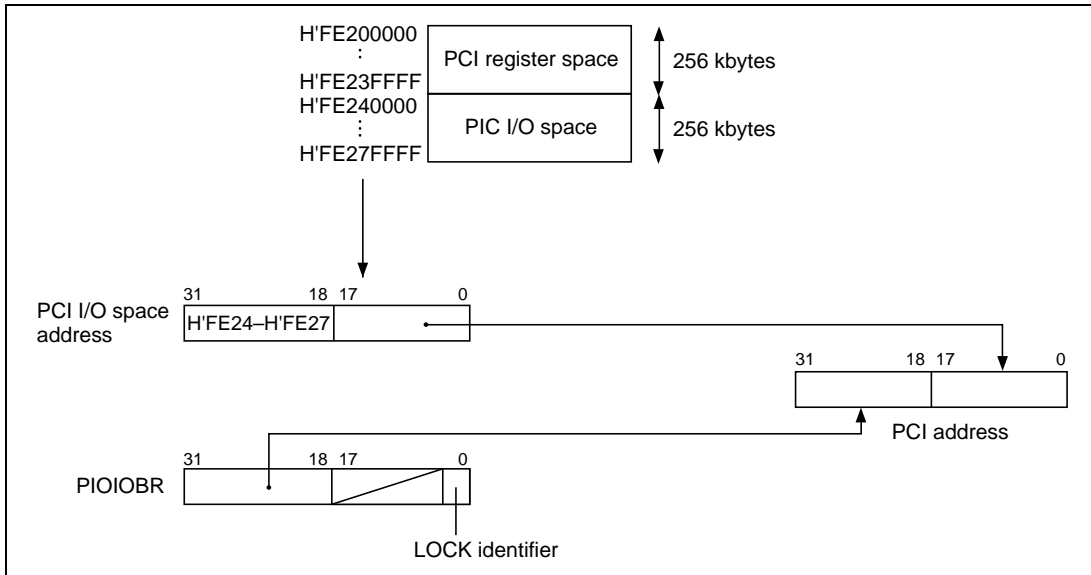 H'FE200000
:
H'FE23FFFF
H'FE240000
:
H'FE27FFFF
PCI register space
256 kbytes
PIC I/O space
256 kbytes
31 18 17 0
PCI I/O space
address
H'FE24–H'FE27
31 18 17 0
PCI address
31 18 17 0
PIOIOBR
LOCK identifier